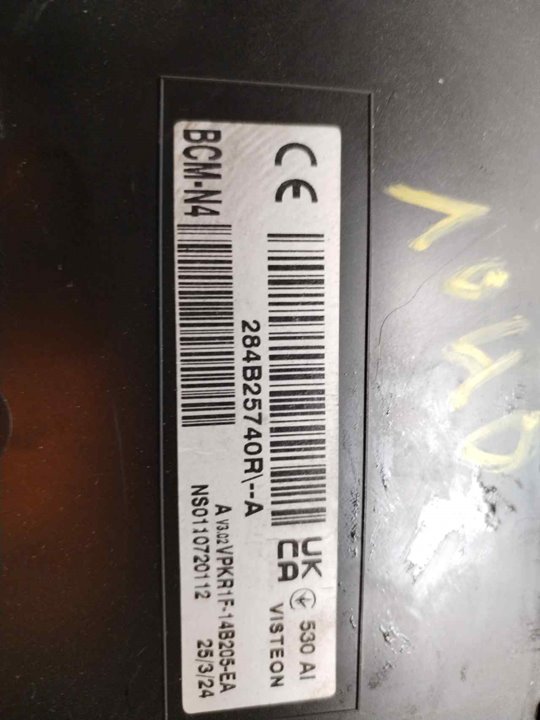 CE
UK
CA
530 AI
VISTEON
284B25740R\--A
BCM-N4
A V3.02 VPKR1F-14B205-EA
NS0110720112
25/3/24